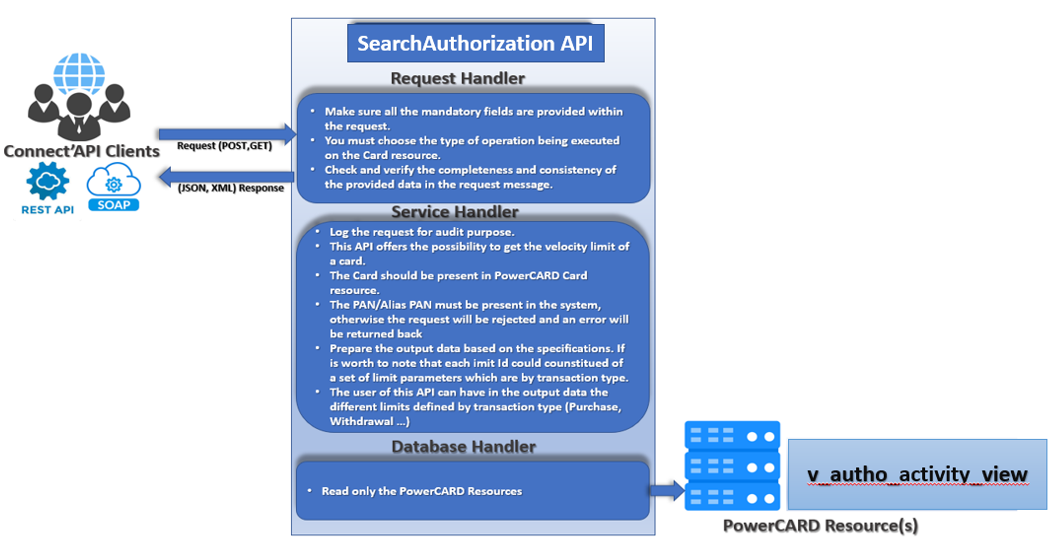 SearchAuthorization API
Request Handler
• Make sure all the mandatory fields are provided within
the request.
• You must choose the type of operation being executed
on the Card resource.
• Check and verify the completeness and consistency of
the provided data in the request message.
Connect'API Clients
Request (POST,GET)
(JSON, XML) Response
REST API
SOAP
Service Handler
• Log the request for audit purpose.
• This API offers the possibility to get the velocity limit of
a card.
• The Card should be present in PowerCARD Card
resource.
• The PAN/Alias PAN must be present in the system,
otherwise the request will be rejected and an error will
be returned back
• Prepare the output data based on the specifications. If
is worth to note that each imit Id could counstitued of
a set of limit parameters which are by transaction type.
• The user of this API can have in the output data the
different limits defined by transaction type (Purchase,
Withdrawal ...)
Database Handler
• Read only the PowerCARD Resources
v_autho_activity_view
PowerCARD Resource(s)